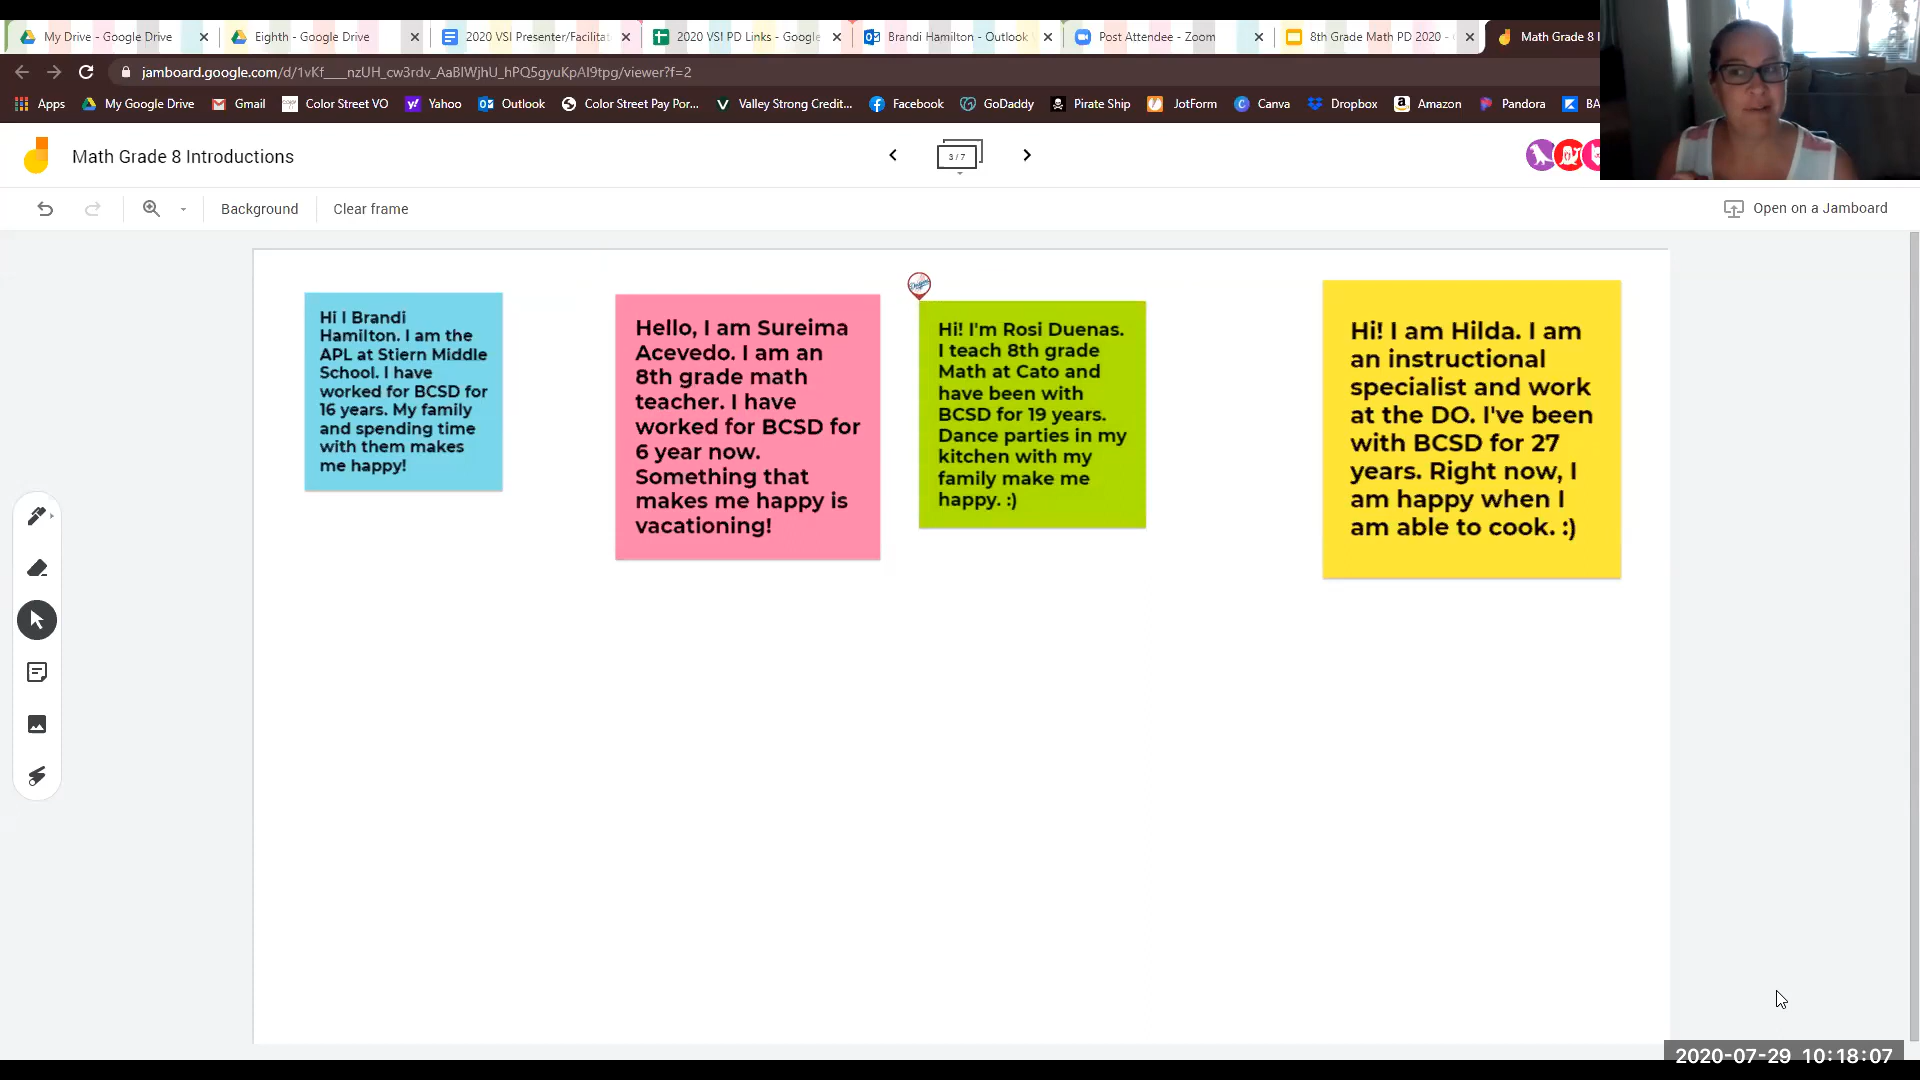 My Drive - Google Drive
Eighth - Google Drive
2020 VSI Presenter/Facilitat
2020 VSI PD Links - Google
Brandi Hamilton - Outlook
Post Attendee - Zoom
8th Grade Math PD 2020 -
Math Grade 8 I
jamboard.google.com/d/1vKf___nzUH_cw3rdv_AaBlWjhU_hPQ5gyuKpAI9tpg/viewer?f=2
Apps
My Google Drive
Gmail
Color Street VO
Yahoo
Outlook
Color Street Pay Por...
Valley Strong Credit...
Facebook
GoDaddy
Pirate Ship
JotForm
Canva
Dropbox
Amazon
Pandora
BA
Math Grade 8 Introductions
3 / 7
Background
Clear frame
Open on a Jamboard
Hi I Brandi
Hamilton. I am the
APL at Stiern Middle
School. I have
worked for BCSD for
16 years. My family
and spending time
with them makes
me happy!
Hello, I am Sureima
Acevedo. I am an
8th grade math
teacher. I have
worked for BCSD for
6 year now.
Something that
makes me happy is
vacationing!
Dodgers
Hi! I'm Rosi Duenas.
I teach 8th grade
Math at Cato and
have been with
BCSD for 19 years.
Dance parties in my
kitchen with my
family make me
happy. :)
Hi! I am Hilda. I am
an instructional
specialist and work
at the DO. I've been
with BCSD for 27
years. Right now, I
am happy when I
am able to cook. :)
2020-07-29 10:18:07